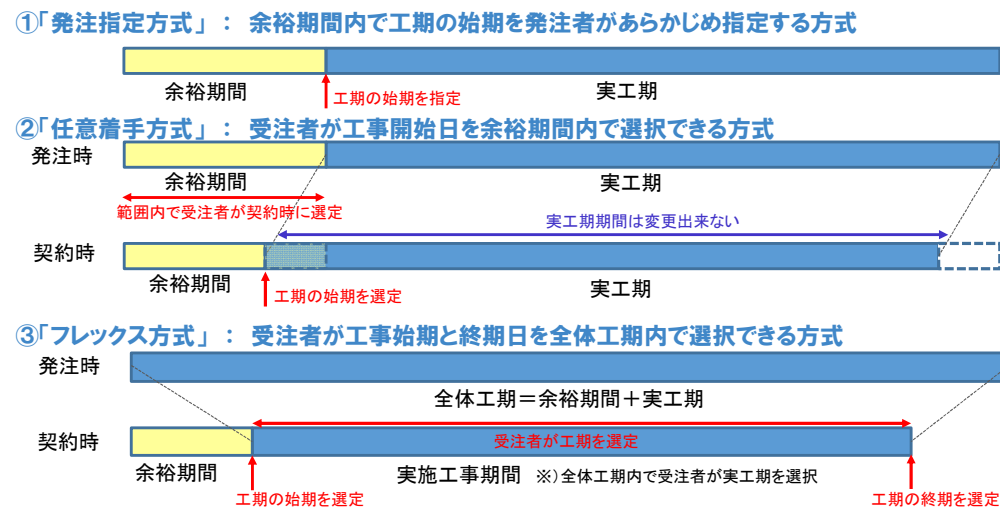 ①「発注指定方式」： 余裕期間内で工期の始期を発注者があらかじめ指定する方式
余裕期間
工期の始期を指定
実工期
②「任意着手方式」： 受注者が工事開始日を余裕期間内で選択できる方式
発注時
余裕期間
実工期
範囲内で受注者が契約時に選定
実工期期間は変更出来ない
契約時
余裕期間
工期の始期を選定
実工期
③「フレックス方式」： 受注者が工事始期と終期日を全体工期内で選択できる方式
発注時
全体工期＝余裕期間＋実工期
契約時
受注者が工期を選定
余裕期間
実施工事期間 ※）全体工期内で受注者が実工期を選択
工期の始期を選定
工期の終期を選定